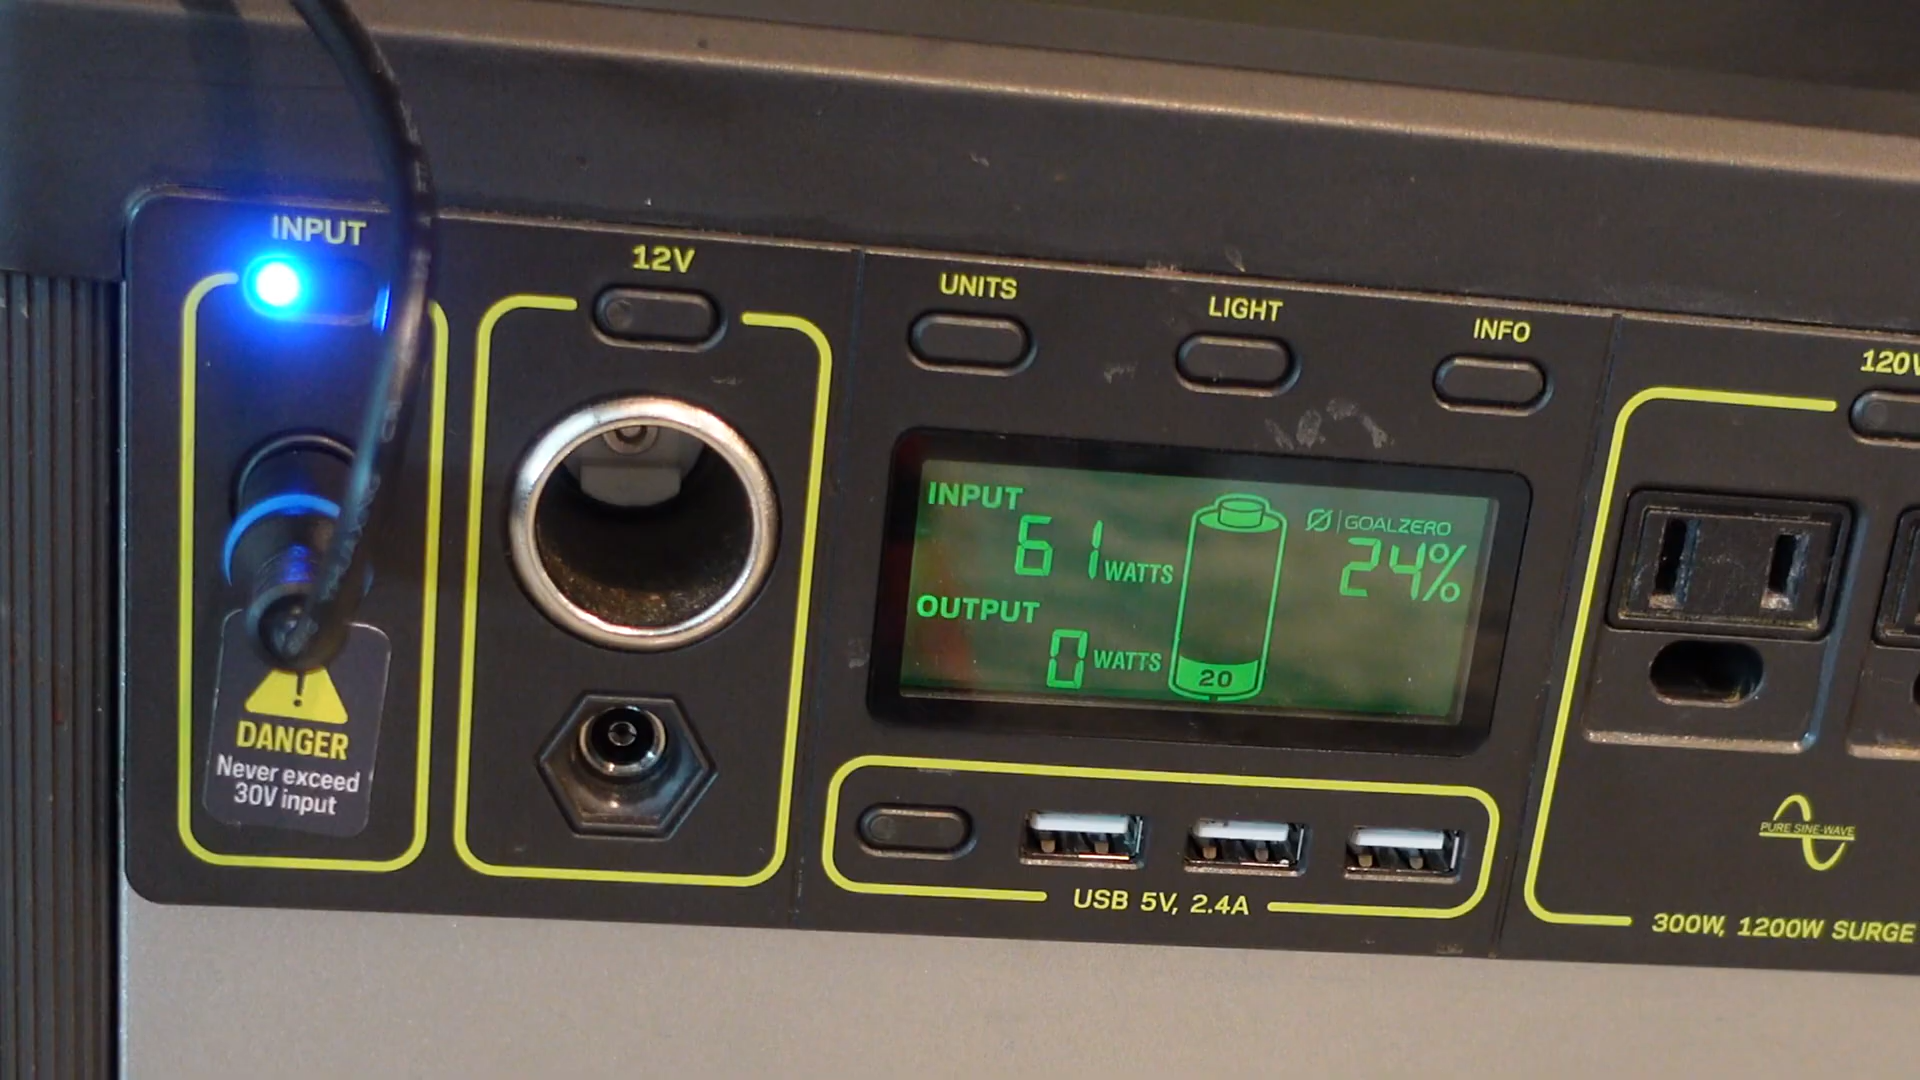 INPUT
12V
UNITS
LIGHT
INFO
120V
INPUT
61 WATTS
OUTPUT
0 WATTS
20
GOALZERO
24%
DANGER
Never exceed
30V input
USB 5V, 2.4A
PURE SINE-WAVE
300W, 1200W SURGE